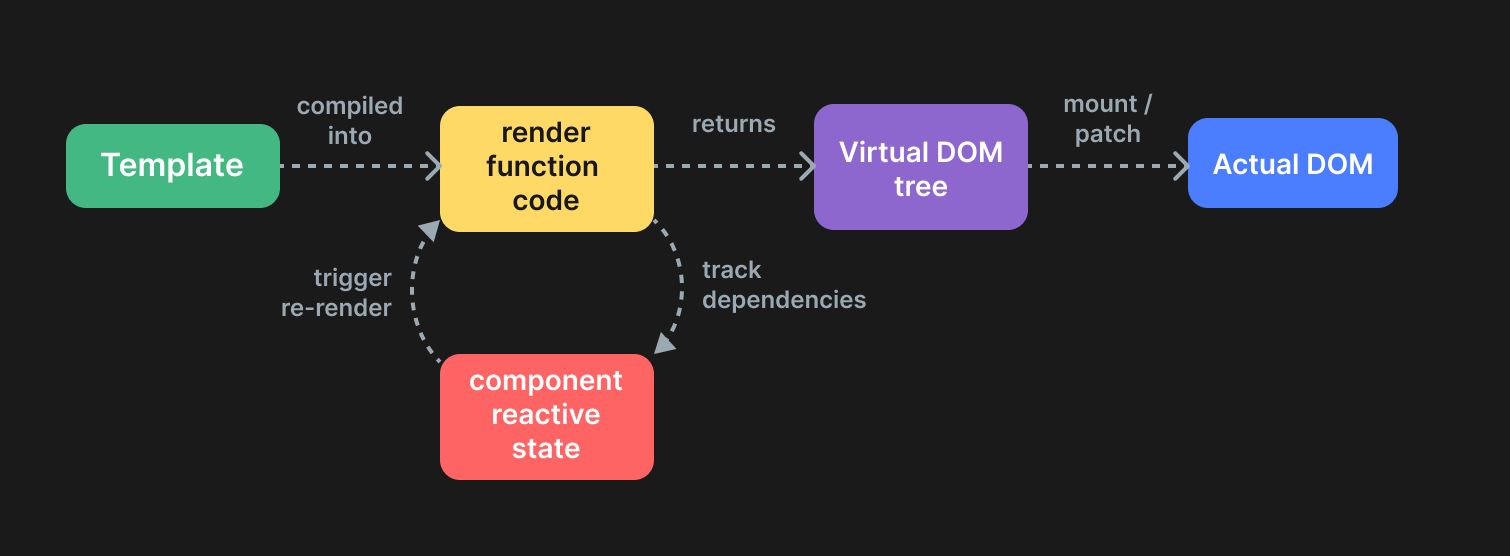 compiled
into
Template
render
function
code
returns
Virtual DOM
tree
mount /
patch
Actual DOM
trigger
re-render
track
dependencies
component
reactive
state